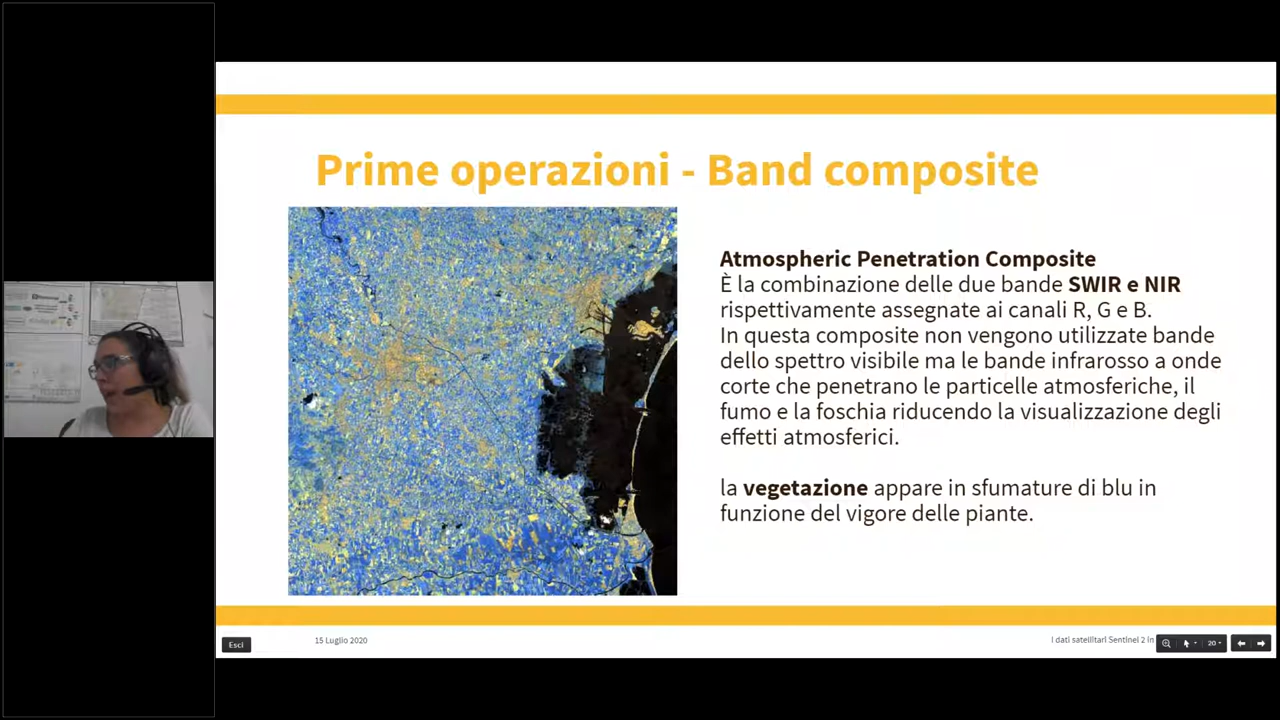 Prime operazioni - Band composite
Atmospheric Penetration Composite
È la combinazione delle due bande SWIR e NIR
rispettivamente assegnate ai canali R, G e B.
In questa composite non vengono utilizzate bande
dello spettro visibile ma le bande infrarosso a onde
corte che penetrano le particelle atmosferiche, il
fumo e la foschia riducendo la visualizzazione degli
effetti atmosferici.
la vegetazione appare in sfumature di blu in
funzione del vigore delle piante.
Esci
15 Luglio 2020
I dati satellitari Sentinel 2 in
20